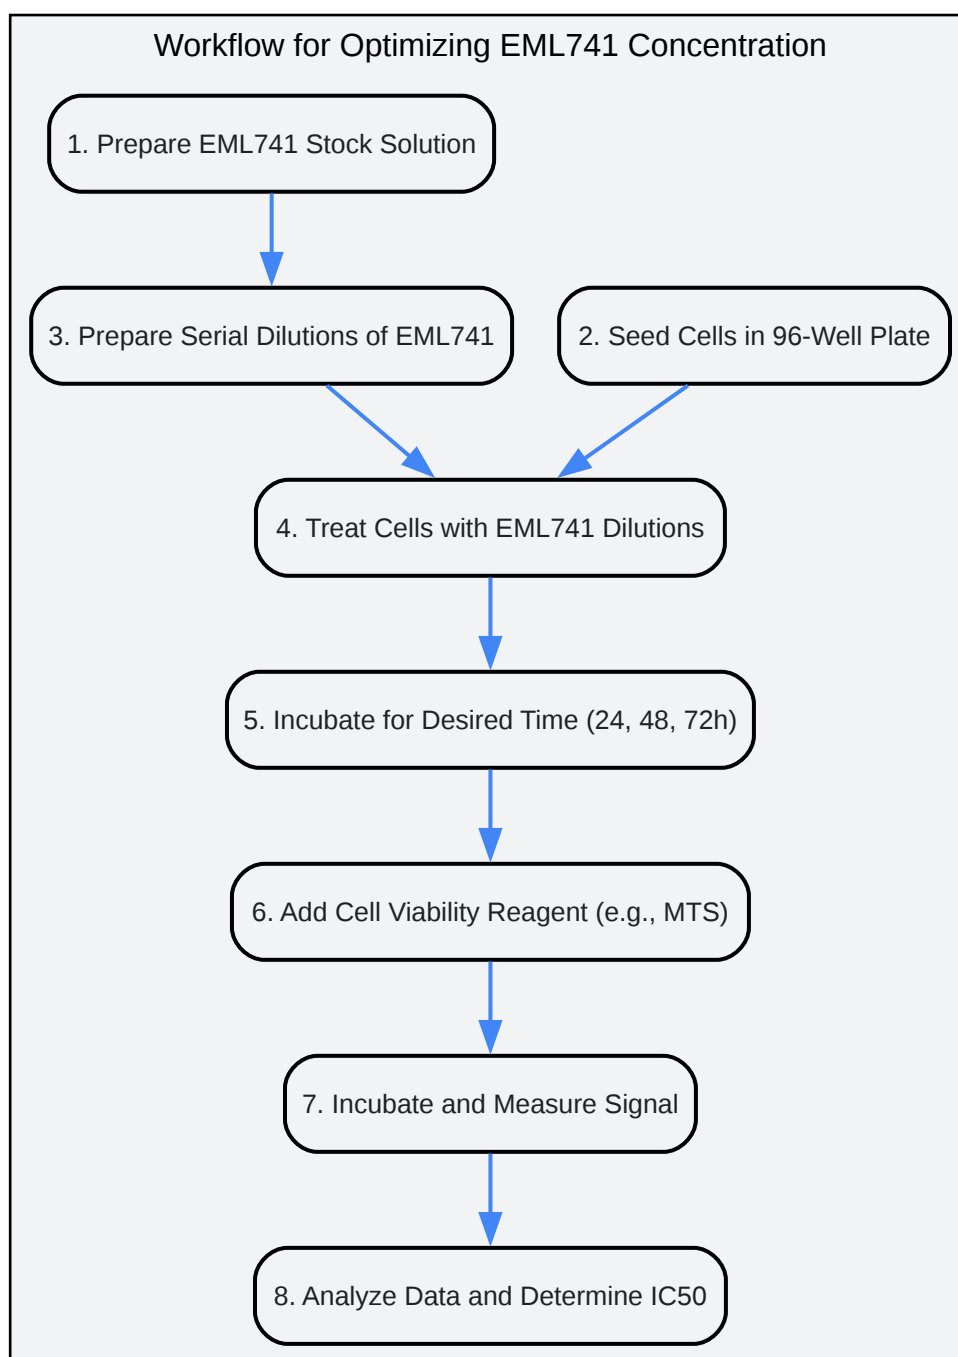 Workflow for Optimizing EML741 Concentration
1. Prepare EML741 Stock Solution
3. Prepare Serial Dilutions of EML741
2. Seed Cells in 96-Well Plate
4. Treat Cells with EML741 Dilutions
5. Incubate for Desired Time (24, 48, 72h)
6. Add Cell Viability Reagent (e.g., MTS)
7. Incubate and Measure Signal
8. Analyze Data and Determine IC50